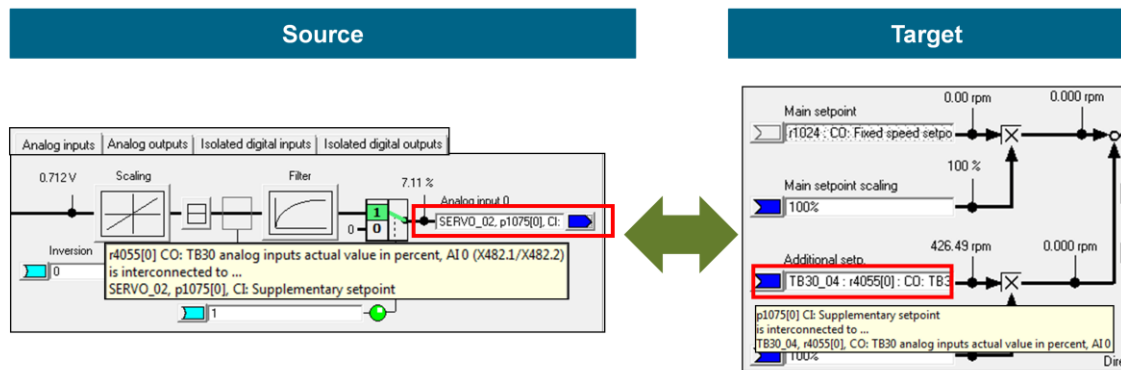 Source
Target
Analog inputs
Analog outputs
Isolated digital inputs
Isolated digital outputs
0.712 V
Scaling
Filter
7.11 %
Analog input 0
1
0
0
SERVO_02, p1075[0], CI:
Inversion
0
r4055[0] CO: TB30 analog inputs actual value in percent, AI 0 (X482.1/X482.2)
is interconnected to ...
SERVO_02, p1075[0], CI: Supplementary setpoint
1
0.00 rpm
0.000 rpm
Main setpoint
r1024 : CO: Fixed speed setpo
100 %
Main setpoint scaling
100%
426.49 rpm
0.000 rpm
Additional setp.
TB30_04 : r4055[0] : CO: TB3
p1075[0] CI: Supplementary setpoint
is interconnected to ...
TB30_04, r4055[0], CO: TB30 analog inputs actual value in percent, AI 0
100%
Dire